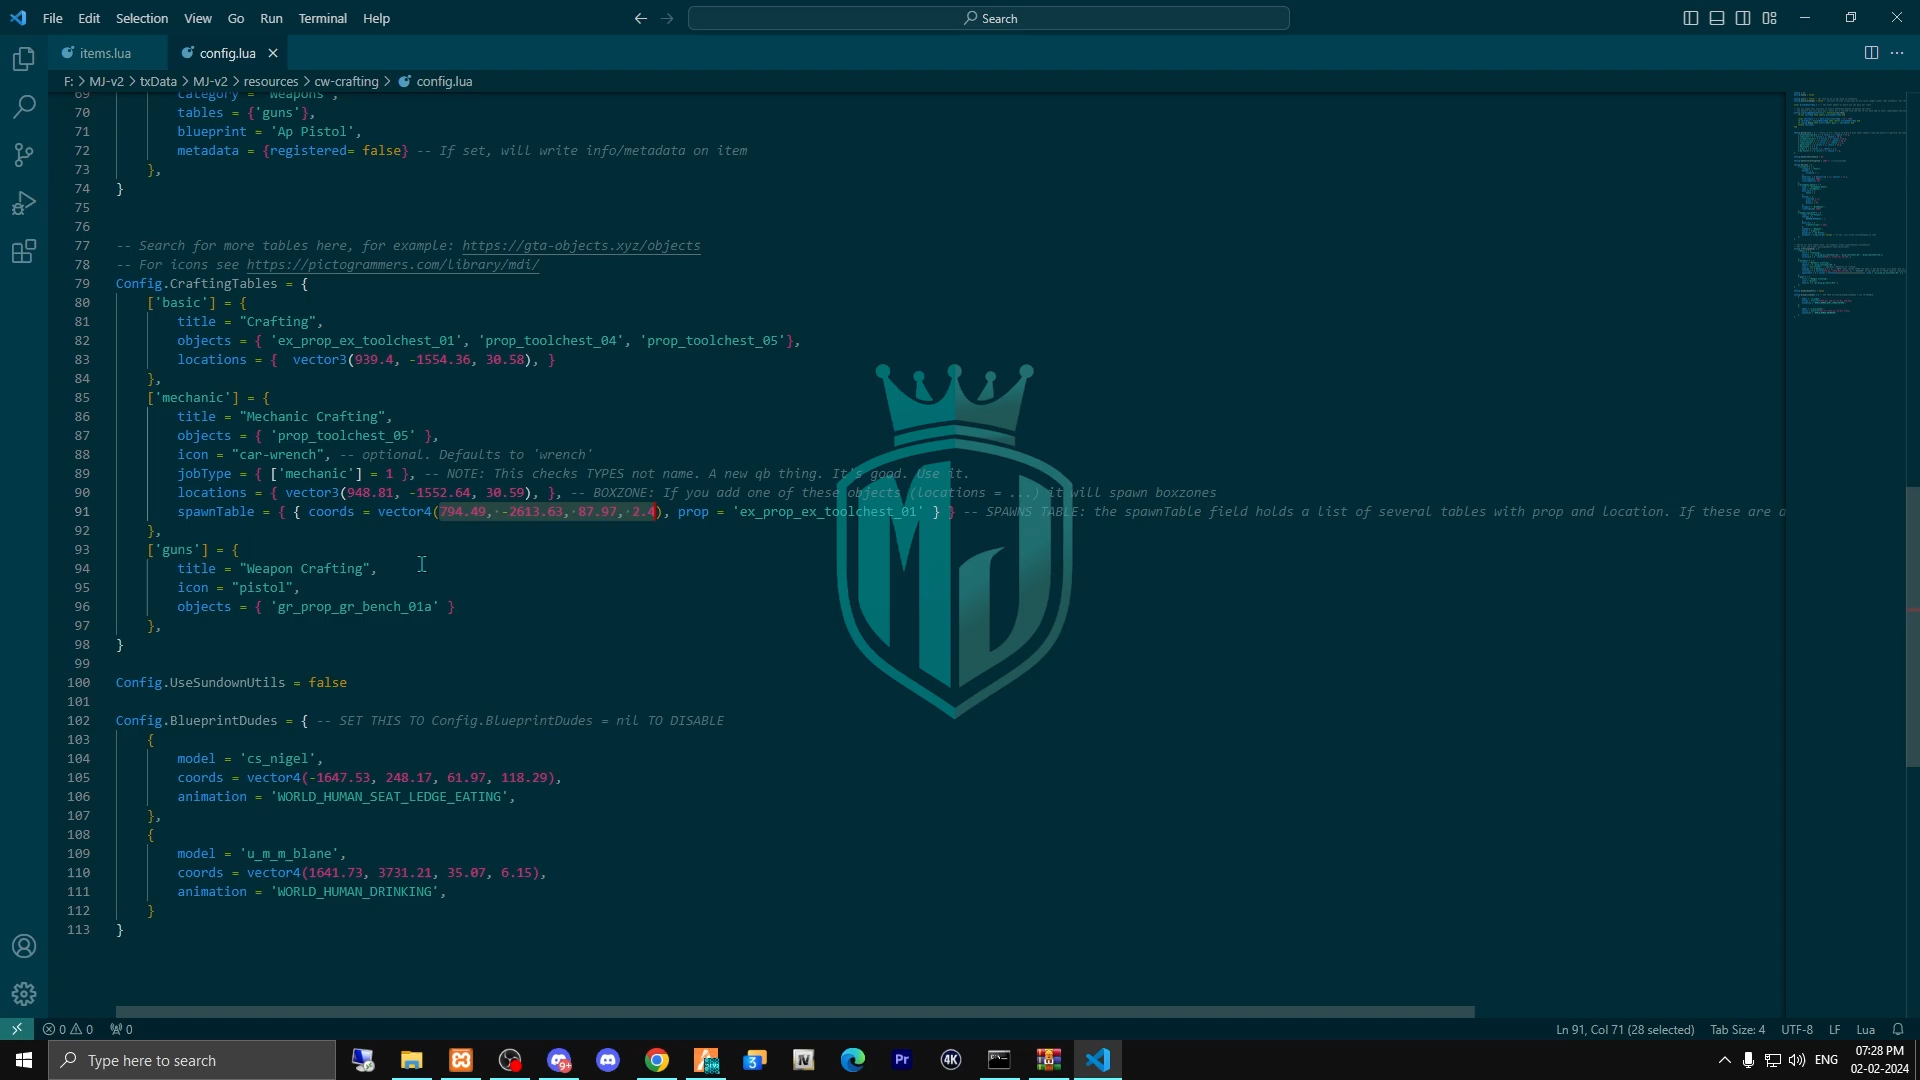 File Edit Selection View Go Run Terminal Help
Search
items.lua
config.lua
F: > MJ-v2 > txData > MJ-v2 > resources > cw-crafting > config.lua
69 category = 'Weapons',
70 tables = {'guns'},
71 blueprint = 'Ap Pistol',
72 metadata = {registered= false} -- If set, will write info/metadata on item
73 },
74 }
75
76
77 -- Search for more tables here, for example: https://gta-objects.xyz/objects
78 -- For icons see https://pictogrammers.com/library/mdi/
79 Config.CraftingTables = {
80 ['basic'] = {
81 title = "Crafting",
82 objects = { 'ex_prop_ex_toolchest_01', 'prop_toolchest_04', 'prop_toolchest_05'},
83 locations = {  vector3(939.4, -1554.36, 30.58), }
84 },
85 ['mechanic'] = {
86 title = "Mechanic Crafting",
87 objects = { 'prop_toolchest_05' },
88 icon = "car-wrench", -- optional. Defaults to 'wrench'
89 jobType = { ['mechanic'] = 1 }, -- NOTE: This checks TYPES not name. A new qb thing. It's good. Use it.
90 locations = { vector3(948.81, -1552.64, 30.59), }, -- BOXZONE: If you add one of these objects (locations = ...) it will spawn boxzones
91 spawnTable = { { coords = vector4(794.49, -2613.63, 87.97, 2.4), prop = 'ex_prop_ex_toolchest_01' } } -- SPAWNS TABLE: the spawnTable field holds a list of several tables with prop and location. If these are a
92 },
93 ['guns'] = {
94 title = "Weapon Crafting",
95 icon = "pistol",
96 objects = { 'gr_prop_gr_bench_01a' }
97 },
98 }
99
100 Config.UseSundownUtils = false
101
102 Config.BlueprintDudes = { -- SET THIS TO Config.BlueprintDudes = nil TO DISABLE
103 {
104 model = 'cs_nigel',
105 coords = vector4(-1647.53, 248.17, 61.97, 118.29),
106 animation = 'WORLD_HUMAN_SEAT_LEDGE_EATING',
107 },
108 {
109 model = 'u_m_m_blane',
110 coords = vector4(1641.73, 3731.21, 35.07, 6.15),
111 animation = 'WORLD_HUMAN_DRINKING',
112 }
113 }
MJ
0 0 0
Ln 91, Col 71 (28 selected) Tab Size: 4 UTF-8 LF Lua
Type here to search
9+
Pr
4K
ENG
07:28 PM
02-02-2024